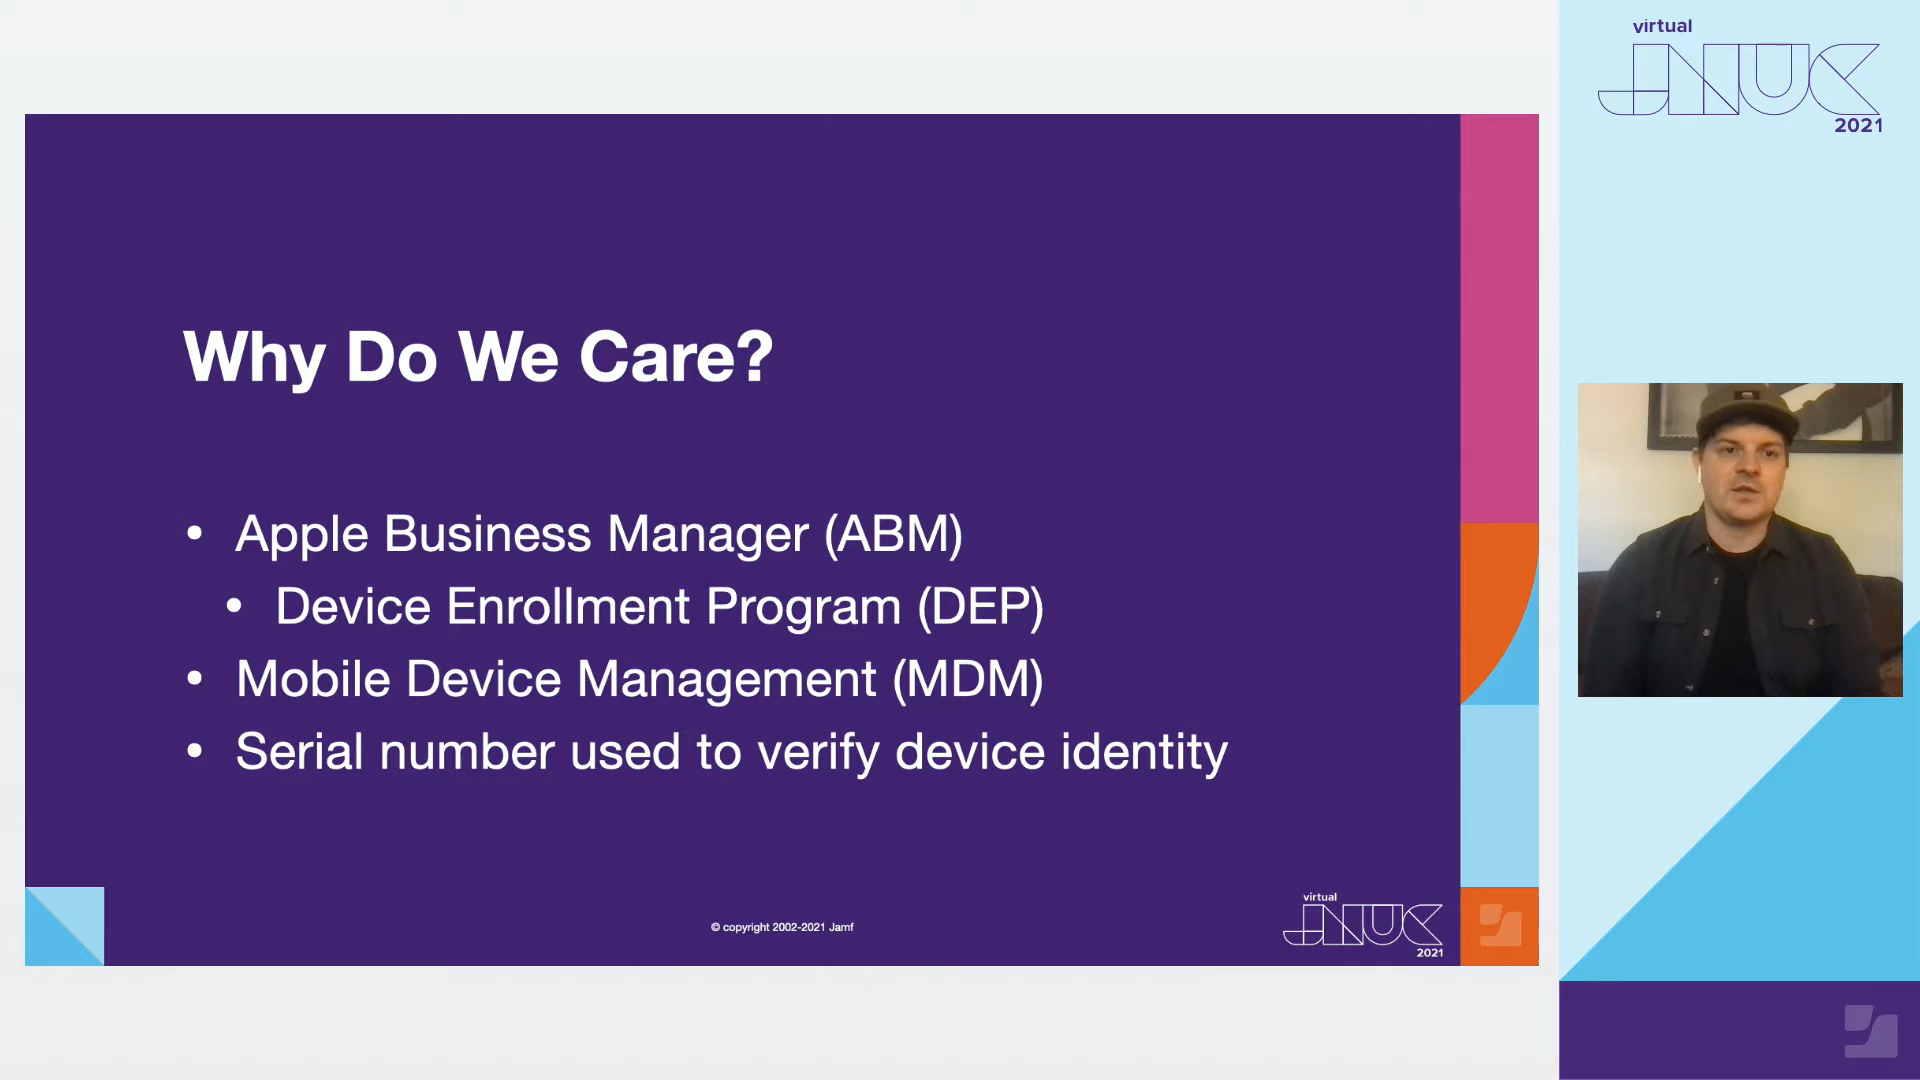 Why Do We Care?
• Apple Business Manager (ABM)
• Device Enrollment Program (DEP)
• Mobile Device Management (MDM)
• Serial number used to verify device identity
© copyright 2002-2021 Jamf
virtual
JNUC
2021
virtual
JNUC
2021